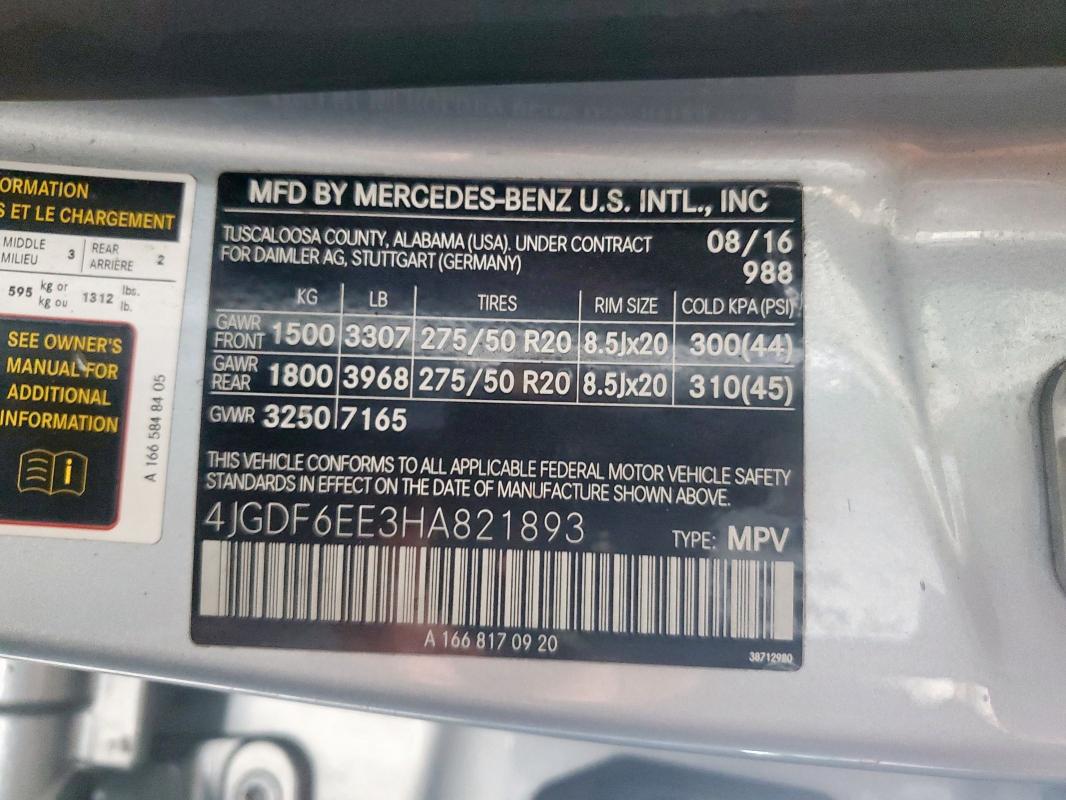 ORMATION
S ET LE CHARGEMENT
MIDDLE
MILIEU 3 REAR
ARRIÈRE 2
595 kg or
kg ou 1312 lbs.
lb.
SEE OWNER'S
MANUAL FOR
ADDITIONAL
INFORMATION
A 166 584 84 05
MFD BY MERCEDES-BENZ U.S. INTL., INC
TUSCALOOSA COUNTY, ALABAMA (USA). UNDER CONTRACT 08/16
FOR DAIMLER AG, STUTTGART (GERMANY) 988
KG LB TIRES RIM SIZE COLD KPA (PSI)
GAWR
FRONT 1500 3307 275/50 R20 8.5Jx20 300(44)
GAWR
REAR 1800 3968 275/50 R20 8.5Jx20 310(45)
GVWR 3250 7165
THIS VEHICLE CONFORMS TO ALL APPLICABLE FEDERAL MOTOR VEHICLE SAFETY
STANDARDS IN EFFECT ON THE DATE OF MANUFACTURE SHOWN ABOVE.
4JGDF6EE3HA821893 TYPE: MPV
A 166 817 09 20
38712980